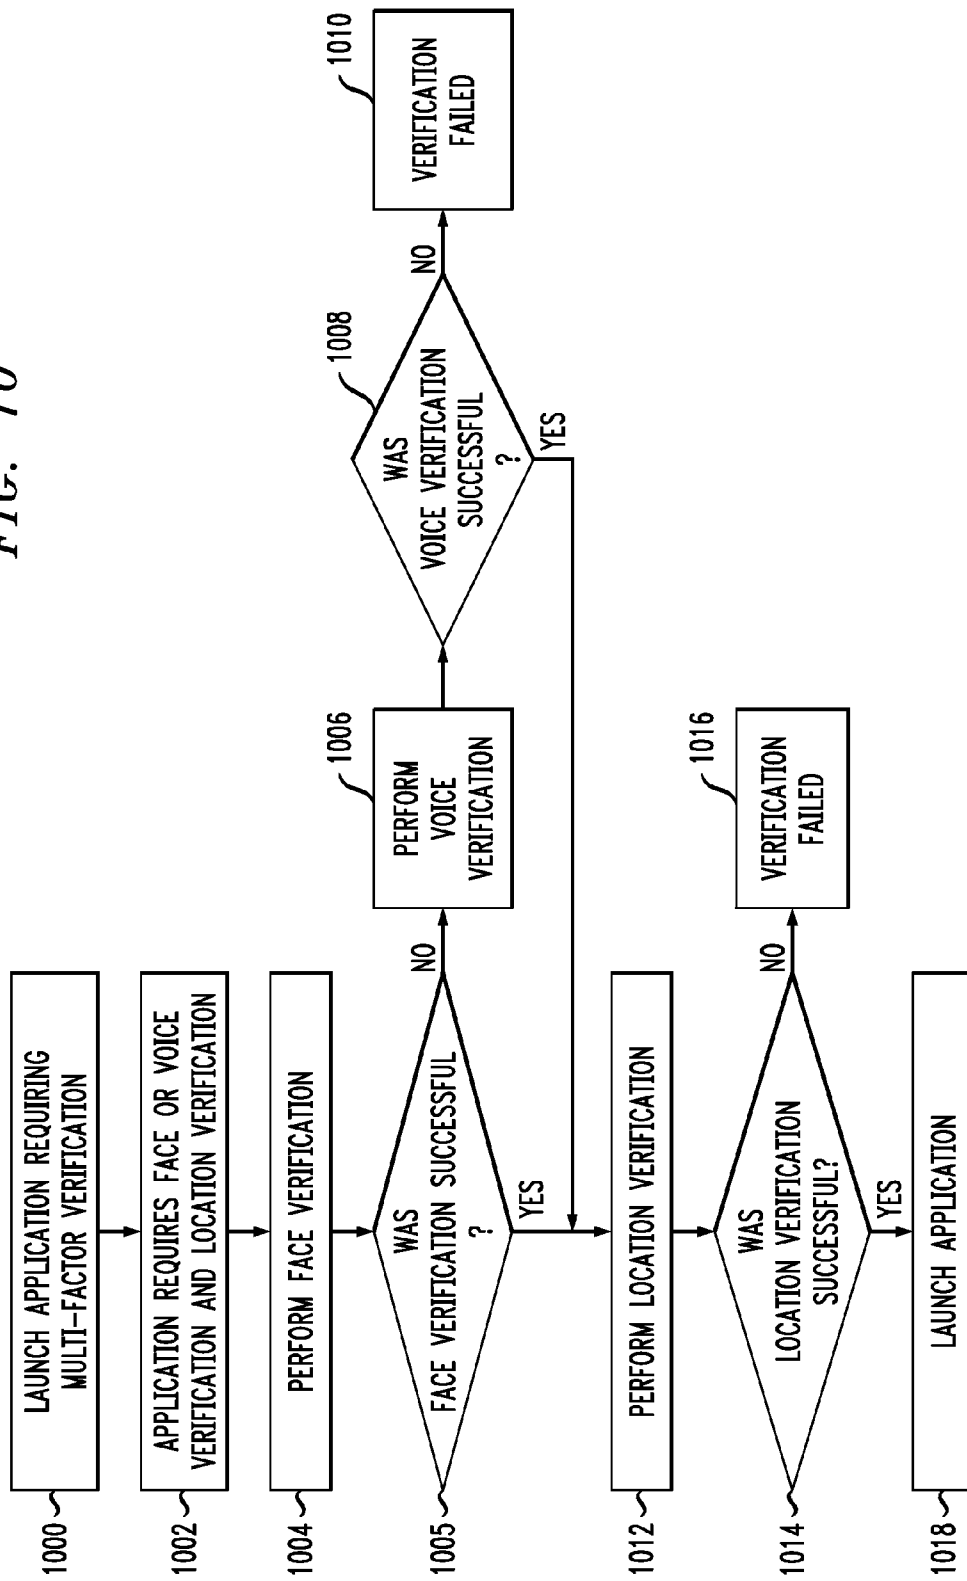 FIG. 10
1000
LAUNCH APPLICATION REQUIRING
MULTI-FACTOR VERIFICATION
1002
APPLICATION REQUIRES FACE OR VOICE
VERIFICATION AND LOCATION VERIFICATION
1004
PERFORM FACE VERIFICATION
1005
WAS
FACE VERIFICATION SUCCESSFUL
?
NO
YES
1006
PERFORM
VOICE
VERIFICATION
1008
WAS
VOICE VERIFICATION
SUCCESSFUL
?
NO
YES
1010
VERIFICATION
FAILED
1012
PERFORM LOCATION VERIFICATION
1014
WAS
LOCATION VERIFICATION
SUCCESSFUL?
NO
YES
1016
VERIFICATION
FAILED
1018
LAUNCH APPLICATION